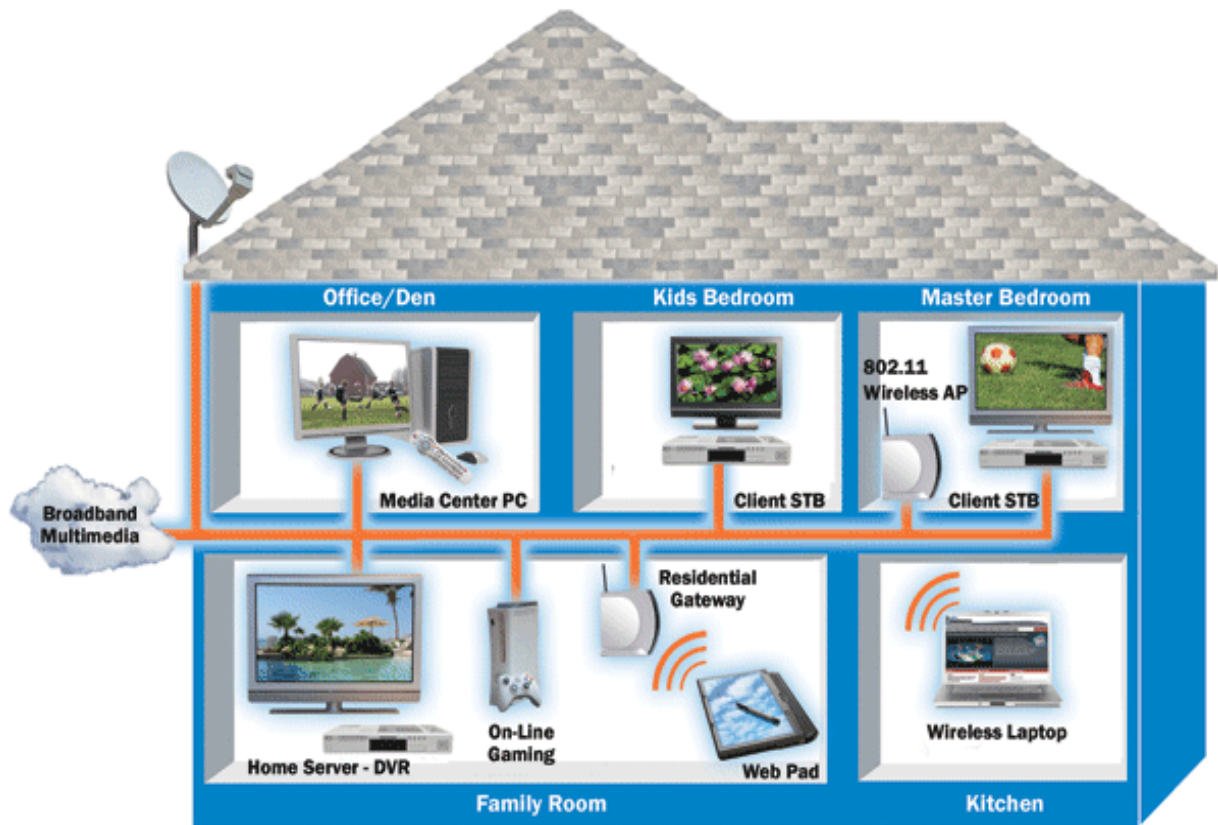 Office/Den
Kids Bedroom
Master Bedroom
802.11
Wireless AP
Media Center PC
Client STB
Client STB
Broadband
Multimedia
Residential
Gateway
On-Line
Gaming
Wireless Laptop
Home Server - DVR
Web Pad
Family Room
Kitchen